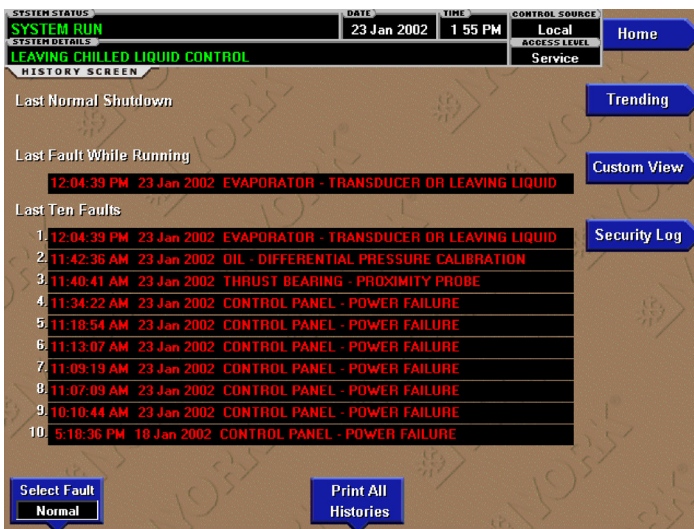 SYSTEM STATUS
SYSTEM RUN
DATE
23 Jan 2002
TIME
1 55 PM
CONTROL SOURCE
Local
SYSTEM DETAILS
LEAVING CHILLED LIQUID CONTROL
ACCESS LEVEL
Service
Home
HISTORY SCREEN
Last Normal Shutdown
Trending
Last Fault While Running
12:04:39 PM 23 Jan 2002 EVAPORATOR - TRANSDUCER OR LEAVING LIQUID
Custom View
Last Ten Faults
1. 12:04:39 PM 23 Jan 2002 EVAPORATOR - TRANSDUCER OR LEAVING LIQUID
2. 11:42:36 AM 23 Jan 2002 OIL - DIFFERENTIAL PRESSURE CALIBRATION
3. 11:40:41 AM 23 Jan 2002 THRUST BEARING - PROXIMITY PROBE
4. 11:34:22 AM 23 Jan 2002 CONTROL PANEL - POWER FAILURE
5. 11:18:54 AM 23 Jan 2002 CONTROL PANEL - POWER FAILURE
6. 11:13:07 AM 23 Jan 2002 CONTROL PANEL - POWER FAILURE
7. 11:09:19 AM 23 Jan 2002 CONTROL PANEL - POWER FAILURE
8. 11:07:09 AM 23 Jan 2002 CONTROL PANEL - POWER FAILURE
9. 10:10:44 AM 23 Jan 2002 CONTROL PANEL - POWER FAILURE
10. 5:18:36 PM 18 Jan 2002 CONTROL PANEL - POWER FAILURE
Security Log
Select Fault
Normal
Print All
Histories
YORK